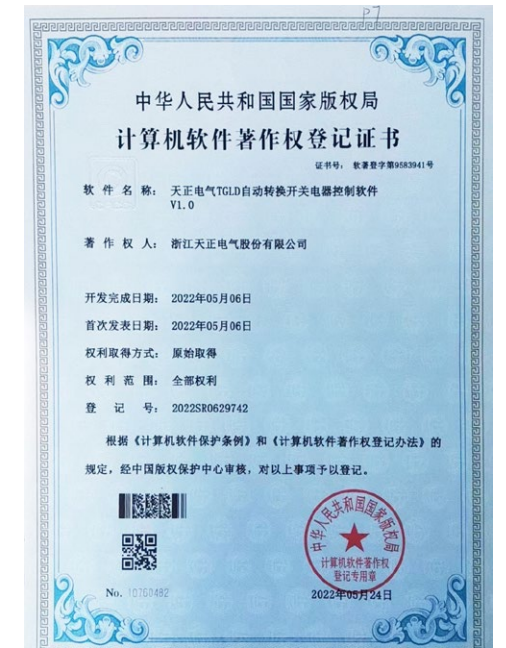 P7
中华人民共和国国家版权局
计算机软件著作权登记证书
证书号： 软著登字第9583941号
软 件 名 称： 天正电气TGLD自动转换开关电器控制软件
V1.0
著 作 权 人： 浙江天正电气股份有限公司
开发完成日期： 2022年05月06日
首次发表日期： 2022年05月06日
权利取得方式： 原始取得
权 利 范 围： 全部权利
登 记 号： 2022SR0629742
根据《计算机软件保护条例》和《计算机软件著作权登记办法》的
规定，经中国版权保护中心审核，对以上事项予以登记。
中华人民共和国国家版权局
计算机软件著作权
登记专用章
No. 10760482
2022年05月24日